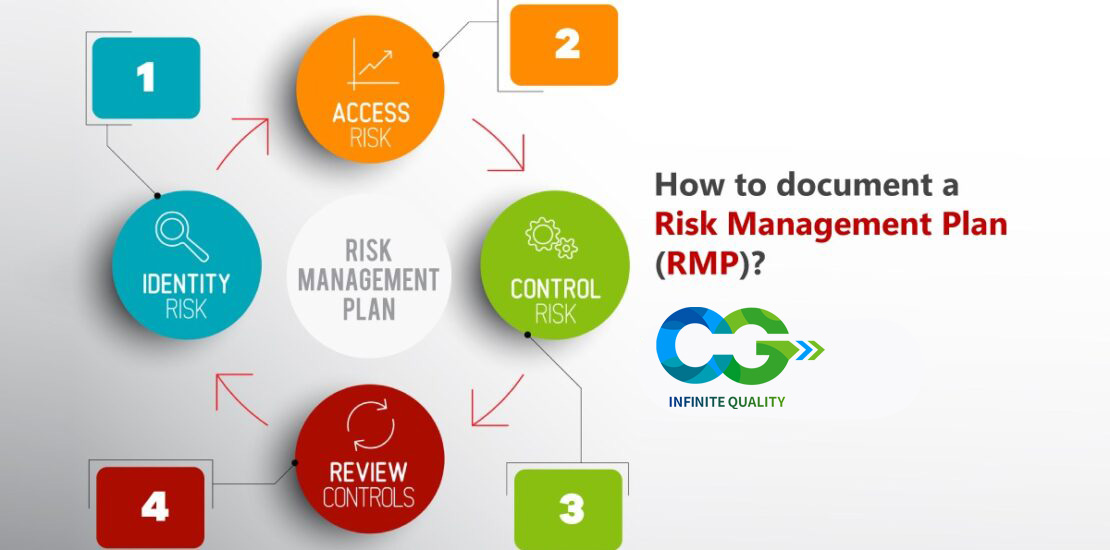 1
2
ACCESS
RISK
IDENTITY
RISK
RISK
MANAGEMENT
PLAN
CONTROL
RISK
REVIEW
CONTROLS
4
3
How to document a
Risk Management Plan
(RMP)?
CG
INFINITE QUALITY